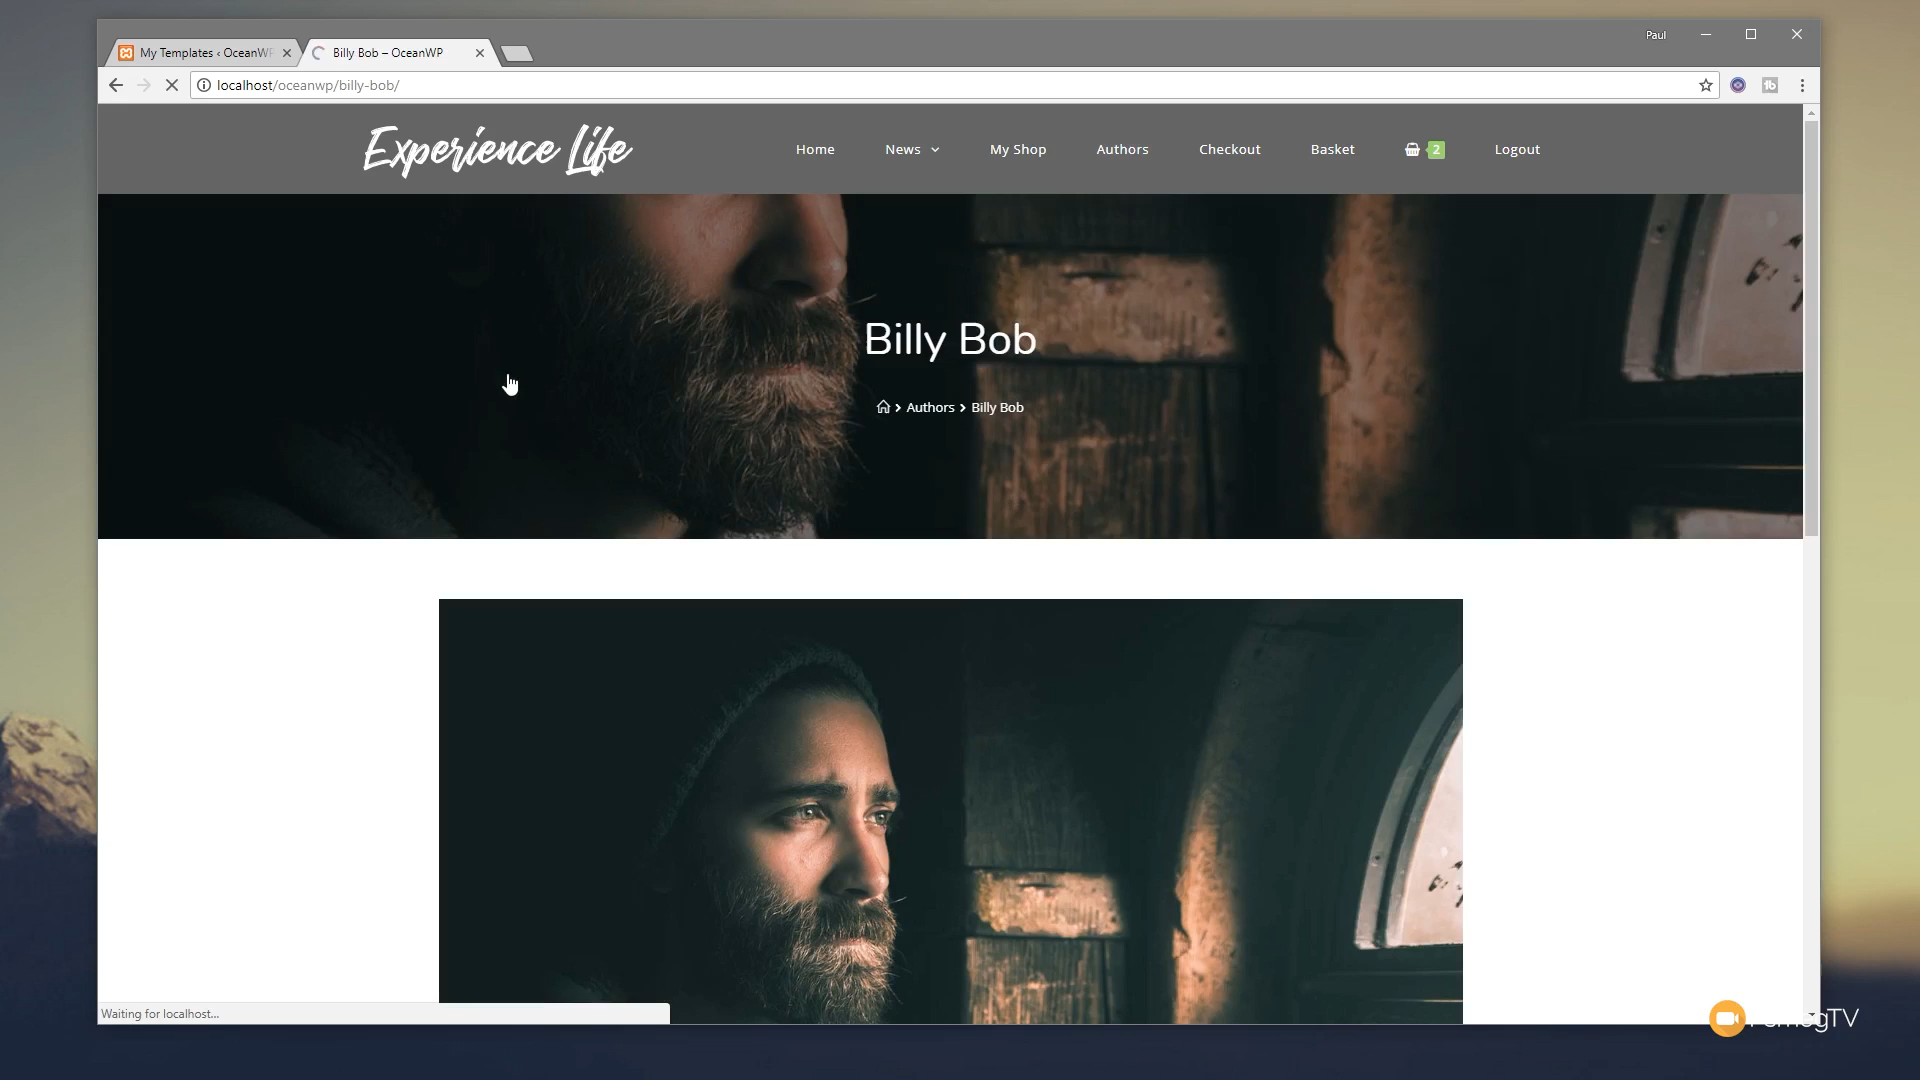 Paul
My Templates ‹ OceanWP
Billy Bob – OceanWP
localhost/oceanwp/billy-bob/
Experience Life
Home
News
My Shop
Authors
Checkout
Basket
2
Logout
Billy Bob
Authors
Billy Bob
Waiting for localhost...